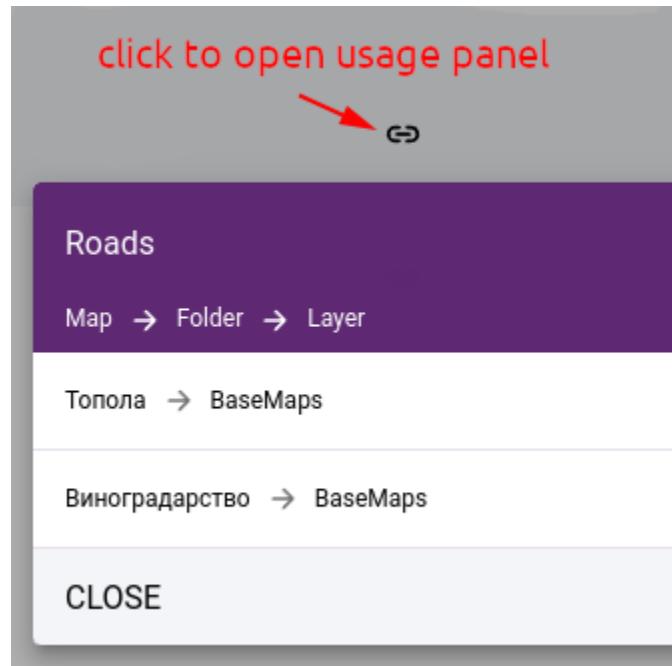 click to open usage panel
Roads
Map → Folder → Layer
Топола → BaseMaps
Виноградарство → BaseMaps
CLOSE